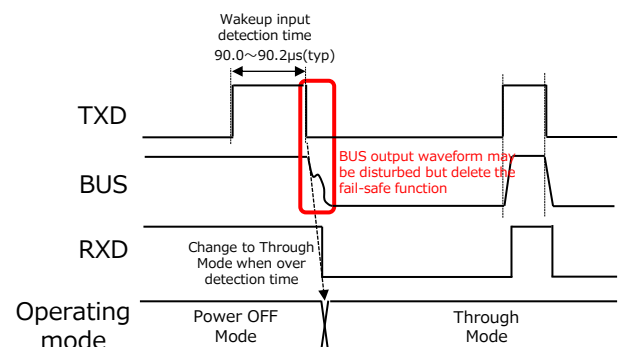 Wakeup input
detection time
90.0～90.2μs(typ)
TXD
BUS output waveform may
be disturbed but delete the
fail-safe function
BUS
RXD
Change to Through
Mode when over
detection time
Operating
mode
Power OFF
Mode
Through
Mode